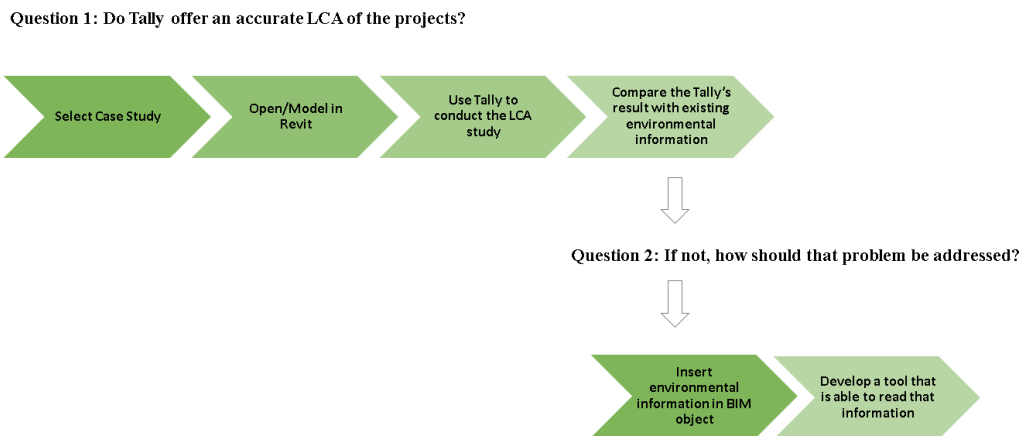 Question 1: Do Tally offer an accurate LCA of the projects?
Select Case Study
Open/Model in
Revit
Use Tally to
conduct the LCA
study
Compare the Tally's
result with existing
environmental
information
Question 2: If not, how should that problem be addressed?
Insert
environmental
information in BIM
object
Develop a tool that
is able to read that
information